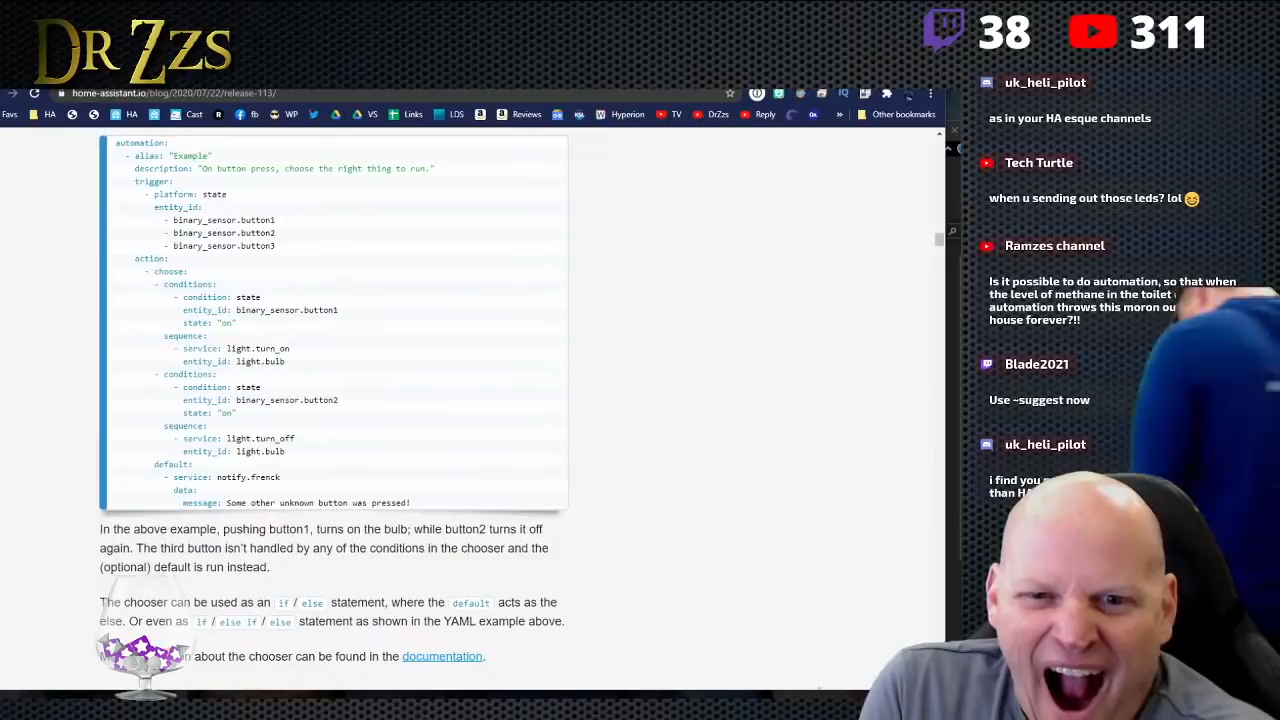 DR ZZS
38
311
home-assistant.io/blog/2020/07/22/release-113/
Favs
HA
HA
Cast
fb
WP
VS
Links
LDS
Reviews
Hyperion
TV
DrZzs
Reply
Other bookmarks
automation:
- alias: "Example"
description: "On button press, choose the right thing to run."
trigger:
- platform: state
entity_id:
- binary_sensor.button1
- binary_sensor.button2
- binary_sensor.button3
action:
- choose:
- conditions:
- condition: state
entity_id: binary_sensor.button1
state: "on"
sequence:
- service: light.turn_on
entity_id: light.bulb
- conditions:
- condition: state
entity_id: binary_sensor.button2
state: "on"
sequence:
- service: light.turn_off
entity_id: light.bulb
default:
- service: notify.frenck
data:
message: Some other unknown button was pressed!
In the above example, pushing button1, turns on the bulb; while button2 turns it off
again. The third button isn't handled by any of the conditions in the chooser and the
(optional) default is run instead.
The chooser can be used as an if / else statement, where the default acts as the
else. Or even as if / else if / else statement as shown in the YAML example above.
about the chooser can be found in the documentation.
uk_heli_pilot
as in your HA esque channels
Tech Turtle
when u sending out those leds? lol 😆
Ramzes channel
Is it possible to do automation, so that when
the level of methane in the toilet
automation throws this moron
house forever?!!
Blade2021
Use ~suggest now
uk_heli_pilot
i find you
than